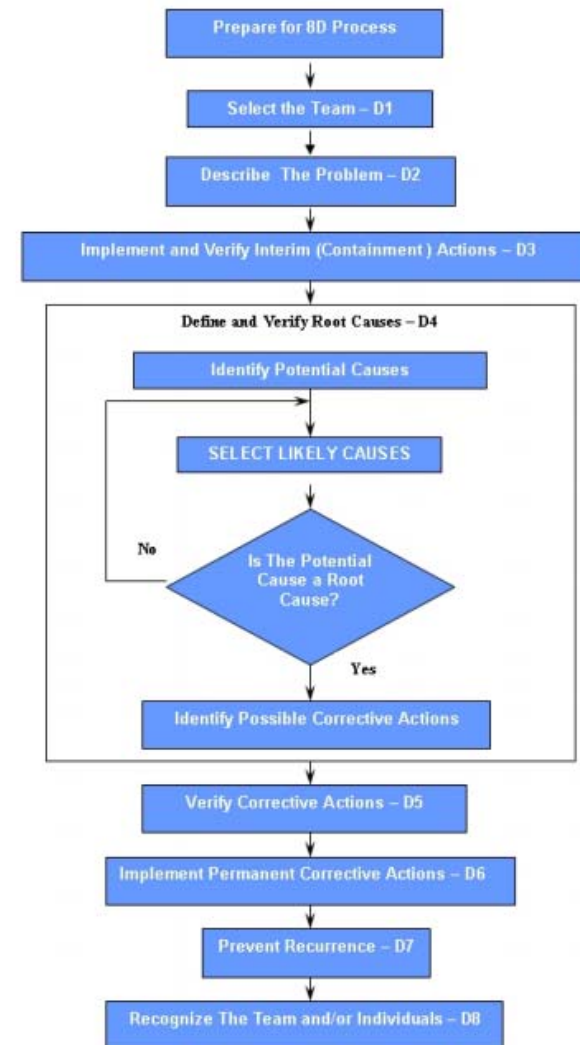 Prepare for 8D Process
Select the Team – D1
Describe The Problem – D2
Implement and Verify Interim (Containment ) Actions – D3
Define and Verify Root Causes – D4
Identify Potential Causes
SELECT LIKELY CAUSES
Is The Potential
Cause a Root
Cause?
No
Yes
Identify Possible Corrective Actions
Verify Corrective Actions – D5
Implement Permanent Corrective Actions – D6
Prevent Recurrence – D7
Recognize The Team and/or Individuals – D8